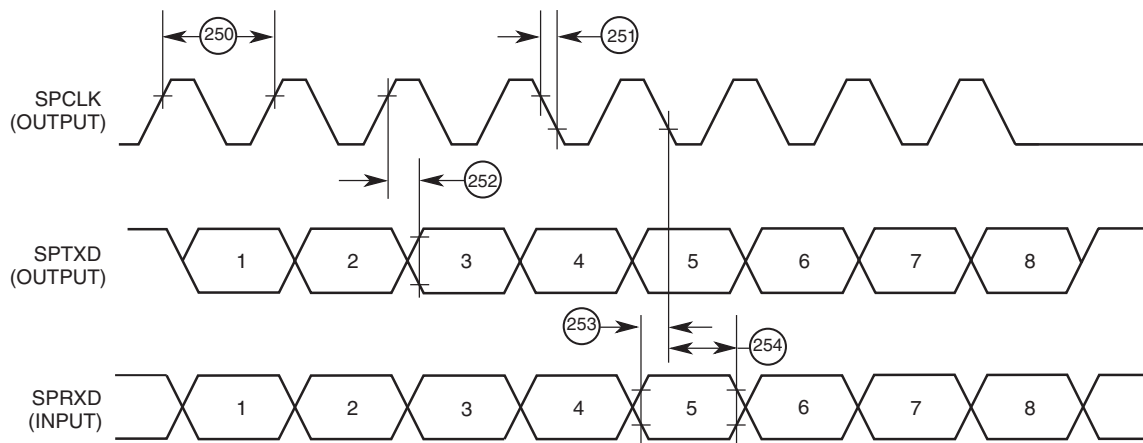 250
251
SPCLK
(OUTPUT)
252
SPTXD
(OUTPUT)
1 2 3 4 5 6 7 8
253
254
SPRXD
(INPUT)
1 2 3 4 5 6 7 8